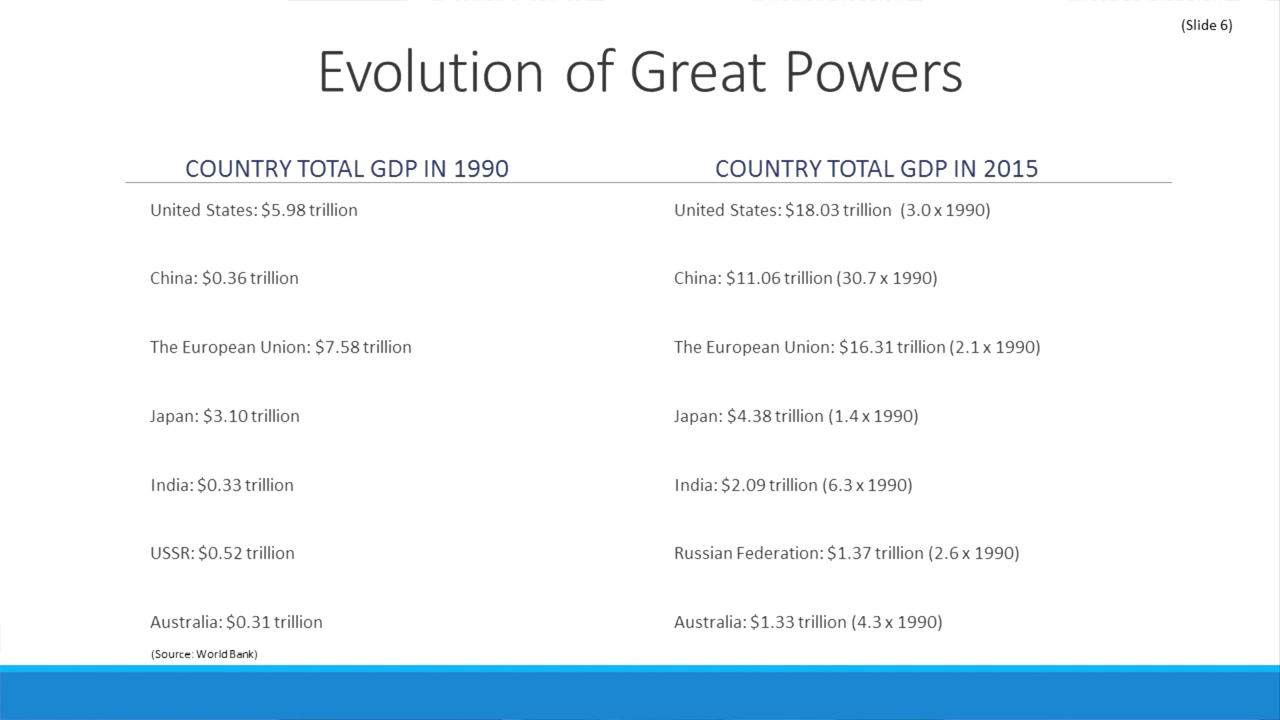 (Slide 6)
Evolution of Great Powers
COUNTRY TOTAL GDP IN 1990
United States: $5.98 trillion
China: $0.36 trillion
The European Union: $7.58 trillion
Japan: $3.10 trillion
India: $0.33 trillion
USSR: $0.52 trillion
Australia: $0.31 trillion
(Source: World Bank)
COUNTRY TOTAL GDP IN 2015
United States: $18.03 trillion (3.0 x 1990)
China: $11.06 trillion (30.7 x 1990)
The European Union: $16.31 trillion (2.1 x 1990)
Japan: $4.38 trillion (1.4 x 1990)
India: $2.09 trillion (6.3 x 1990)
Russian Federation: $1.37 trillion (2.6 x 1990)
Australia: $1.33 trillion (4.3 x 1990)